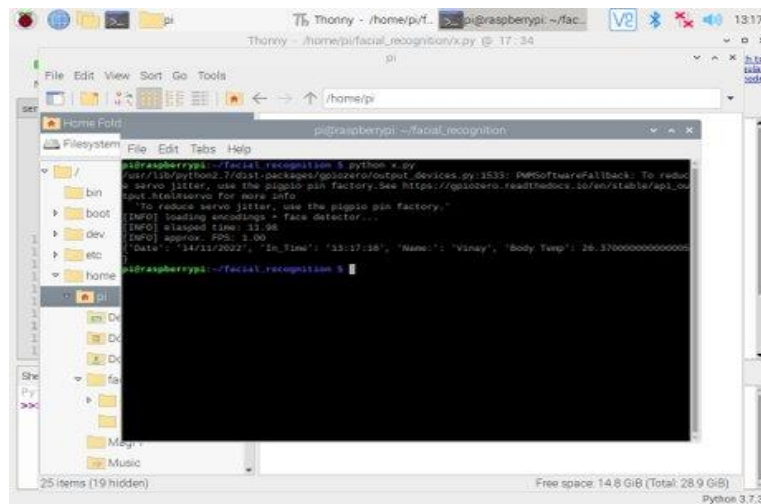 pi
Thonny - /home/pi/f...
pi@raspberrypi: ~/fac...
13:17
Thonny - /home/pi/facial_recognition/x.py @ 17:34
pi
File Edit View Sort Go Tools
/home/pi
Home Fold
Filesystem
/
bin
boot
dev
etc
home
pi
De
Do
Do
fa
Music
pi@raspberrypi: ~/facial_recognition
File Edit Tabs Help
pi@raspberrypi:~/facial_recognition $ python x.py
/usr/lib/python2.7/dist-packages/gpiozero/output_devices.py:1533: PWMSoftwareFallback: To reduc
e servo jitter, use the pigpio pin factory.See https://gpiozero.readthedocs.io/en/stable/api_ou
tput.html#servo for more info
'To reduce servo jitter, use the pigpio pin factory.'
[INFO] loading encodings + face detector...
[INFO] elasped time: 11.98
[INFO] approx. FPS: 1.00
{'Date': '14/11/2022', 'In_Time': '13:17:18', 'Name:': 'Vinay', 'Body Temp': 26.370000000000005
}
pi@raspberrypi:~/facial_recognition $
She
>>>
25 items (19 hidden)
Free space: 14.8 GiB (Total: 28.9 GiB)
Python 3.7.3